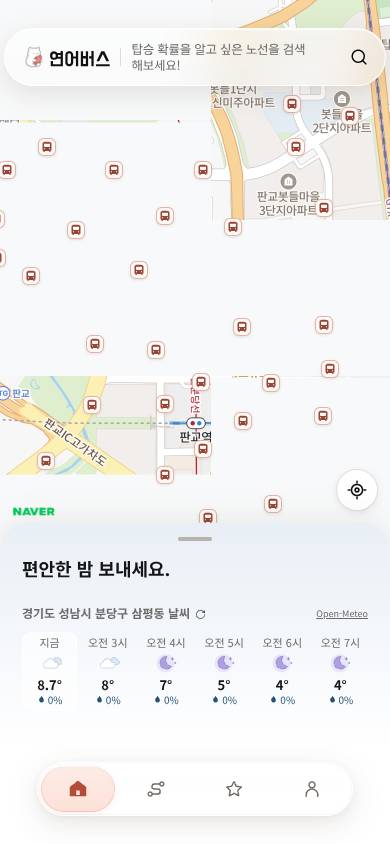 연어버스
탑승 확률을 알고 싶은 노선을 검색
해보세요!
봇들1단지
신미주아파트
2단지아파트
판교봇들마을
3단지아파트
판교
판교IC고가차도
판교역
NAVER
편안한 밤 보내세요.
경기도 성남시 분당구 삼평동 날씨
Open-Meteo
지금 오전 3시 오전 4시 오전 5시 오전 6시 오전 7시
8.7° 8° 7° 5° 4° 4°
0% 0% 0% 0% 0% 0%